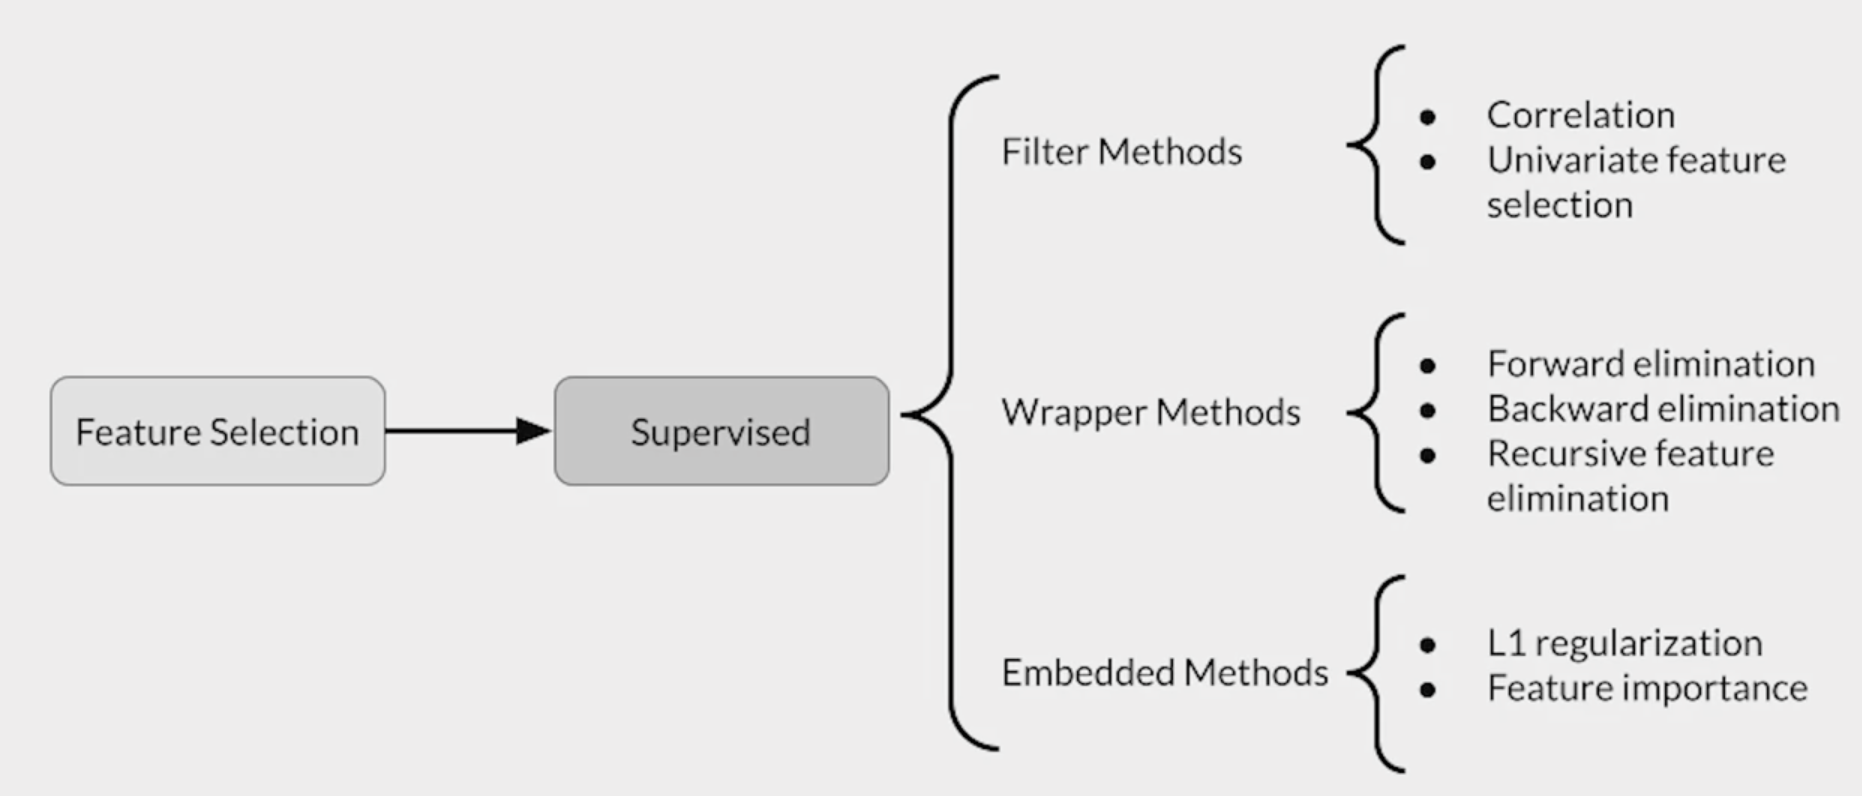 Feature Selection
Supervised
Filter Methods
Correlation
Univariate feature
selection
Wrapper Methods
Forward elimination
Backward elimination
Recursive feature
elimination
Embedded Methods
L1 regularization
Feature importance